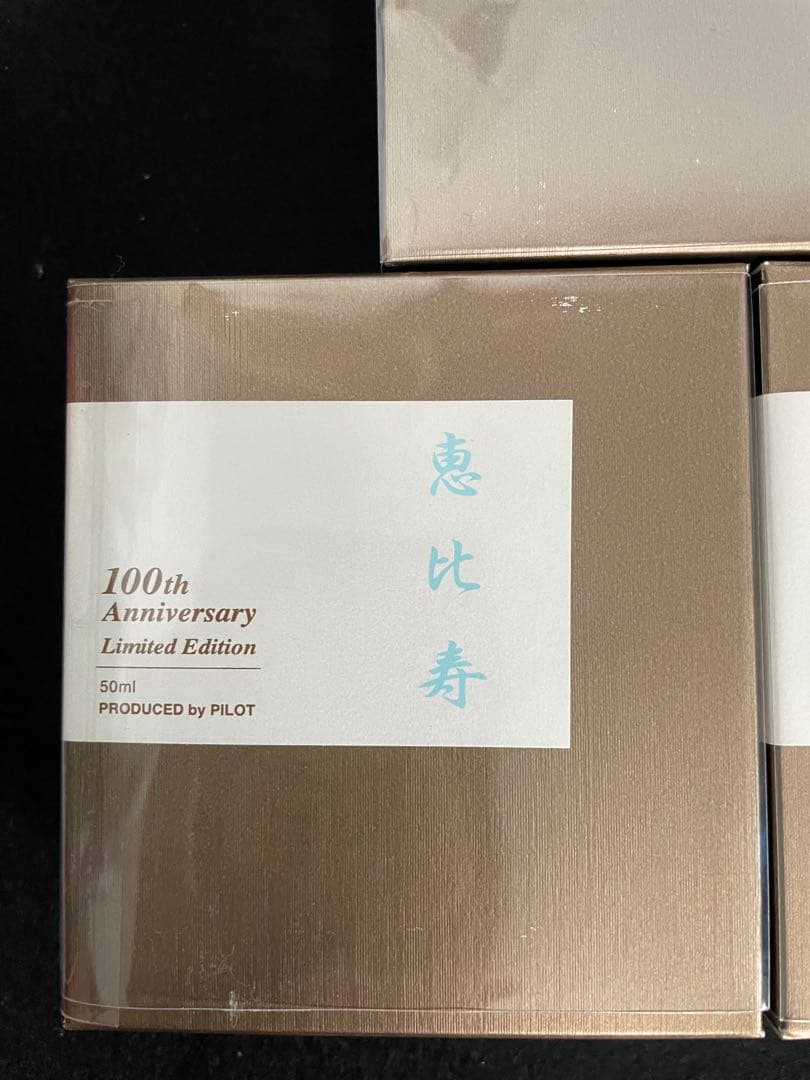 恵比寿
100th
Anniversary
Limited Edition
50ml
PRODUCED by PILOT